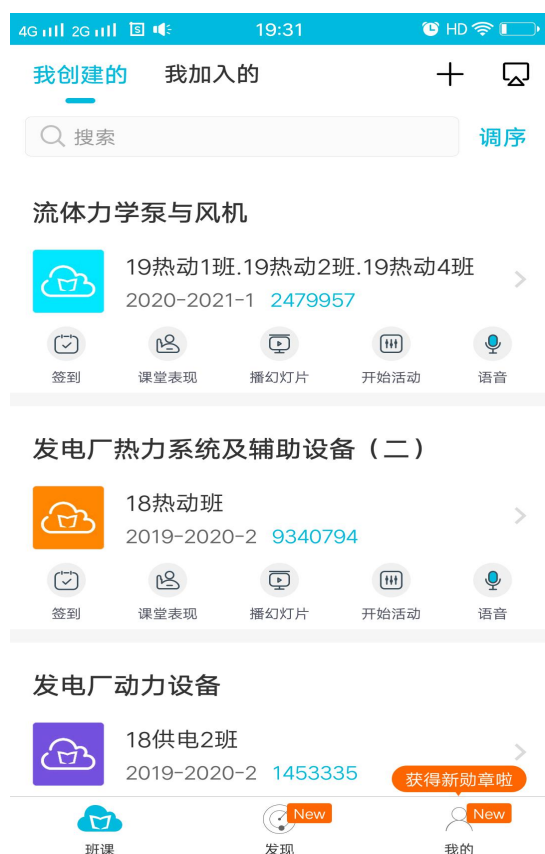 4G 2G 19:31 HD
我创建的 我加入的
搜索 调序
流体力学泵与风机
19热动1班.19热动2班.19热动4班
2020-2021-1 2479957
签到 课堂表现 播幻灯片 开始活动 语音
发电厂热力系统及辅助设备（二）
18热动班
2019-2020-2 9340794
签到 课堂表现 播幻灯片 开始活动 语音
发电厂动力设备
18供电2班
2019-2020-2 1453335
获得新勋章啦
New New
班课 发现 我的